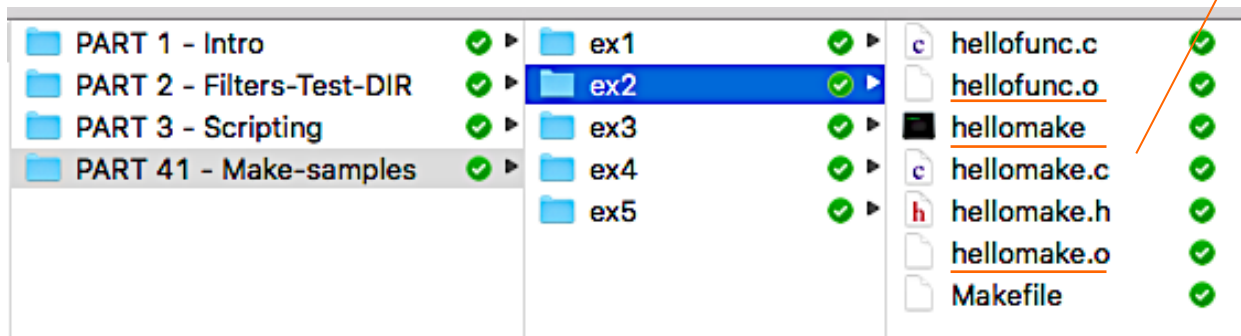 PART 1 - Intro
PART 2 - Filters-Test-DIR
PART 3 - Scripting
PART 41 - Make-samples
ex1
ex2
ex3
ex4
ex5
c hellofunc.c
hellofunc.o
hellomake
c hellomake.c
h hellomake.h
hellomake.o
Makefile